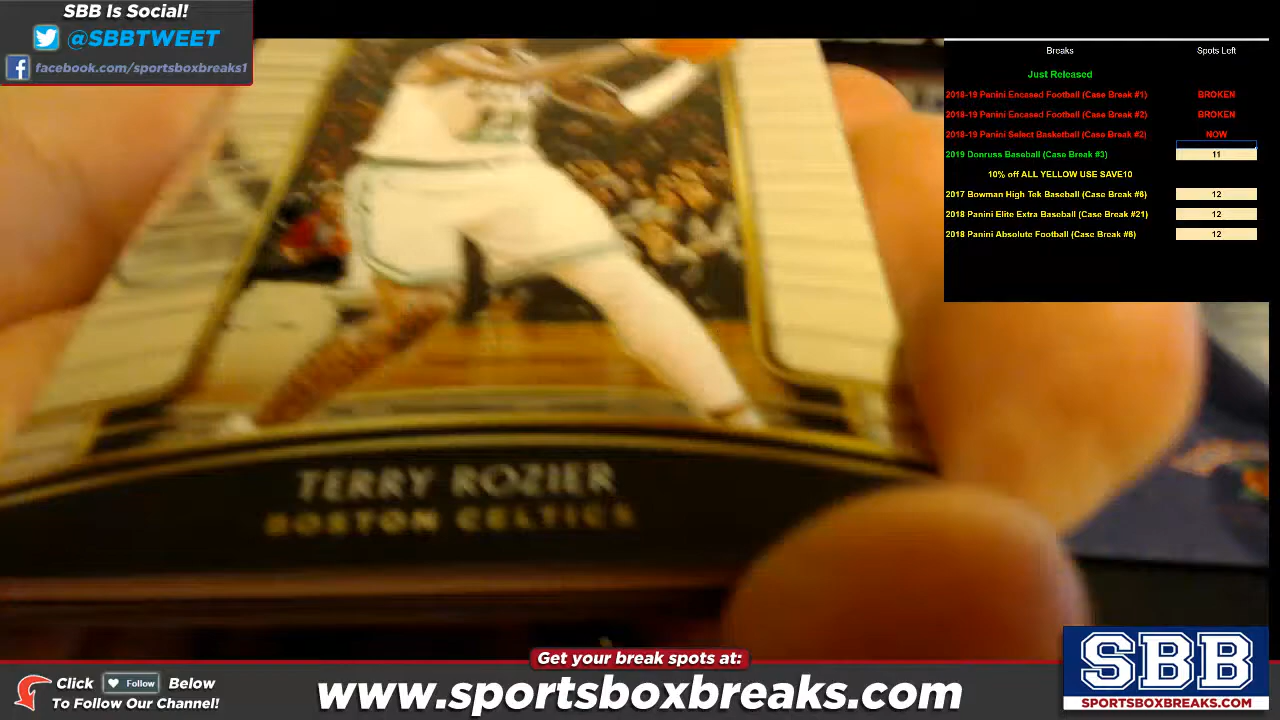 SBB Is Social!
@SBBTWEET
facebook.com/sportsboxbreaks1
Breaks Spots Left
Just Released
2018-19 Panini Encased Football (Case Break #1) BROKEN
2018-19 Panini Encased Football (Case Break #2) BROKEN
2018-19 Panini Select Basketball (Case Break #2) NOW
2019 Donruss Baseball (Case Break #3) 11
10% off ALL YELLOW USE SAVE10
2017 Bowman High Tek Baseball (Case Break #6) 12
2018 Panini Elite Extra Baseball (Case Break #21) 12
2018 Panini Absolute Football (Case Break #6) 12
TERRY ROZIER
BOSTON CELTICS
Get your break spots at:
Click Follow Below
To Follow Our Channel!
www.sportsboxbreaks.com
SBB
SPORTSBOXBREAKS.COM